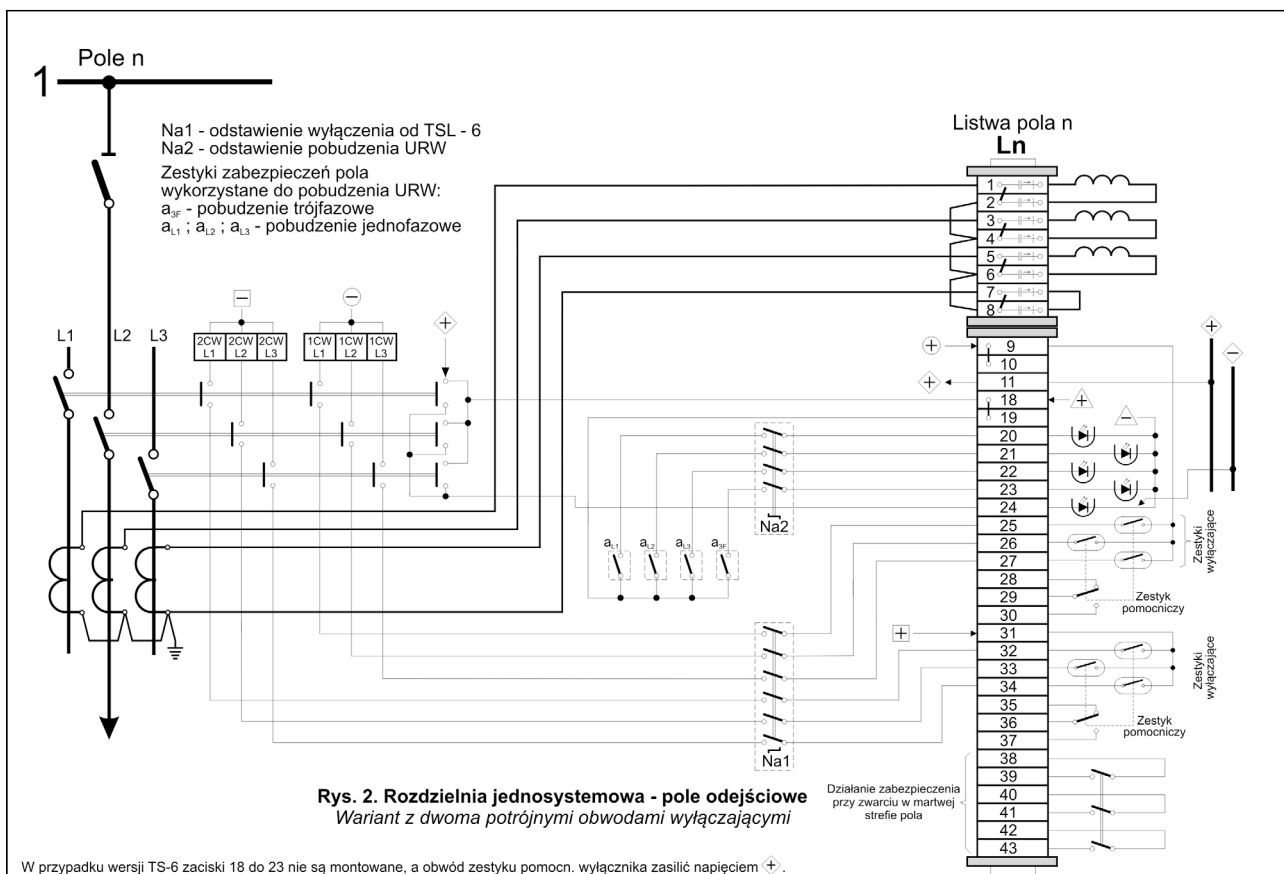 Pole n
1
Na1 - odstawienie wyłączenia od TSL - 6
Na2 - odstawienie pobudzenia URW
Zestyki zabezpieczeń pola
wykorzystane do pobudzenia URW:
a3F - pobudzenie trójfazowe
aL1 ; aL2 ; aL3 - pobudzenie jednofazowe
Listwa pola n
Ln
1
2
3
4
5
6
7
8
9
10
11
18
19
20
21
22
23
24
25
26
27
28
29
30
31
32
33
34
35
36
37
38
39
40
41
42
43
L1
L2
L3
2CW L1
2CW L2
2CW L3
1CW L1
1CW L2
1CW L3
Na2
aL1
aL2
aL3
a3F
Na1
Zestyki wyłączające
Zestyk pomocniczy
Zestyki wyłączające
Zestyk pomocniczy
Działanie zabezpieczenia
przy zwarciu w martwej
strefie pola
Rys. 2. Rozdzielnia jednosystemowa - pole odejściowe
Wariant z dwoma potrójnymi obwodami wyłączającymi
W przypadku wersji TS-6 zaciski 18 do 23 nie są montowane, a obwód zestyku pomocn. wyłącznika zasilić napięciem + .